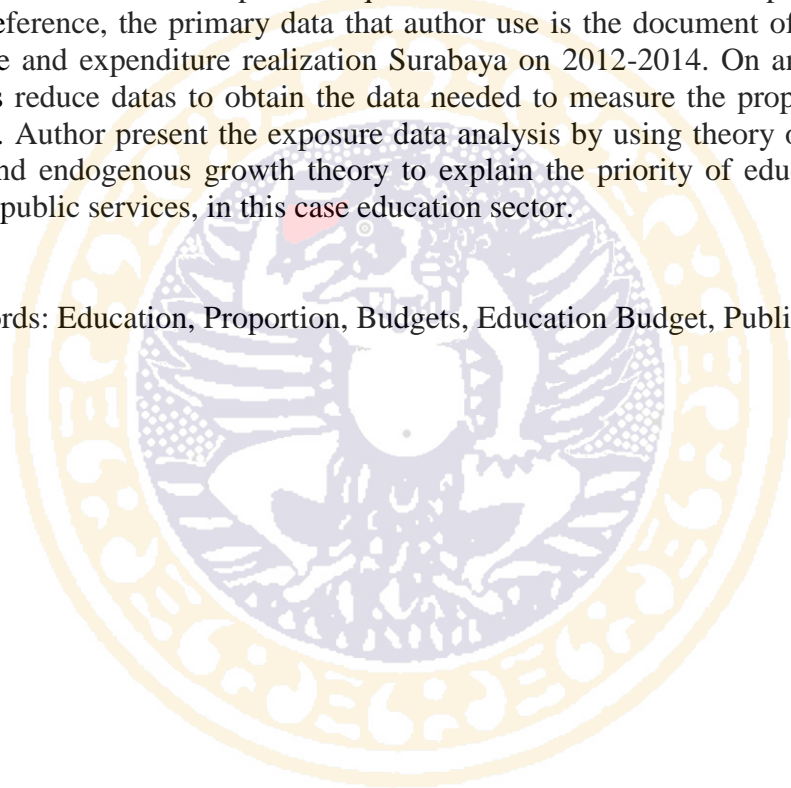 eference, the primary data that author use is the document of
e and expenditure realization Surabaya on 2012-2014. On an
s reduce datas to obtain the data needed to measure the prop
. Author present the exposure data analysis by using theory o
nd endogenous growth theory to explain the priority of edu
public services, in this case education sector.
rds: Education, Proportion, Budgets, Education Budget, Publi